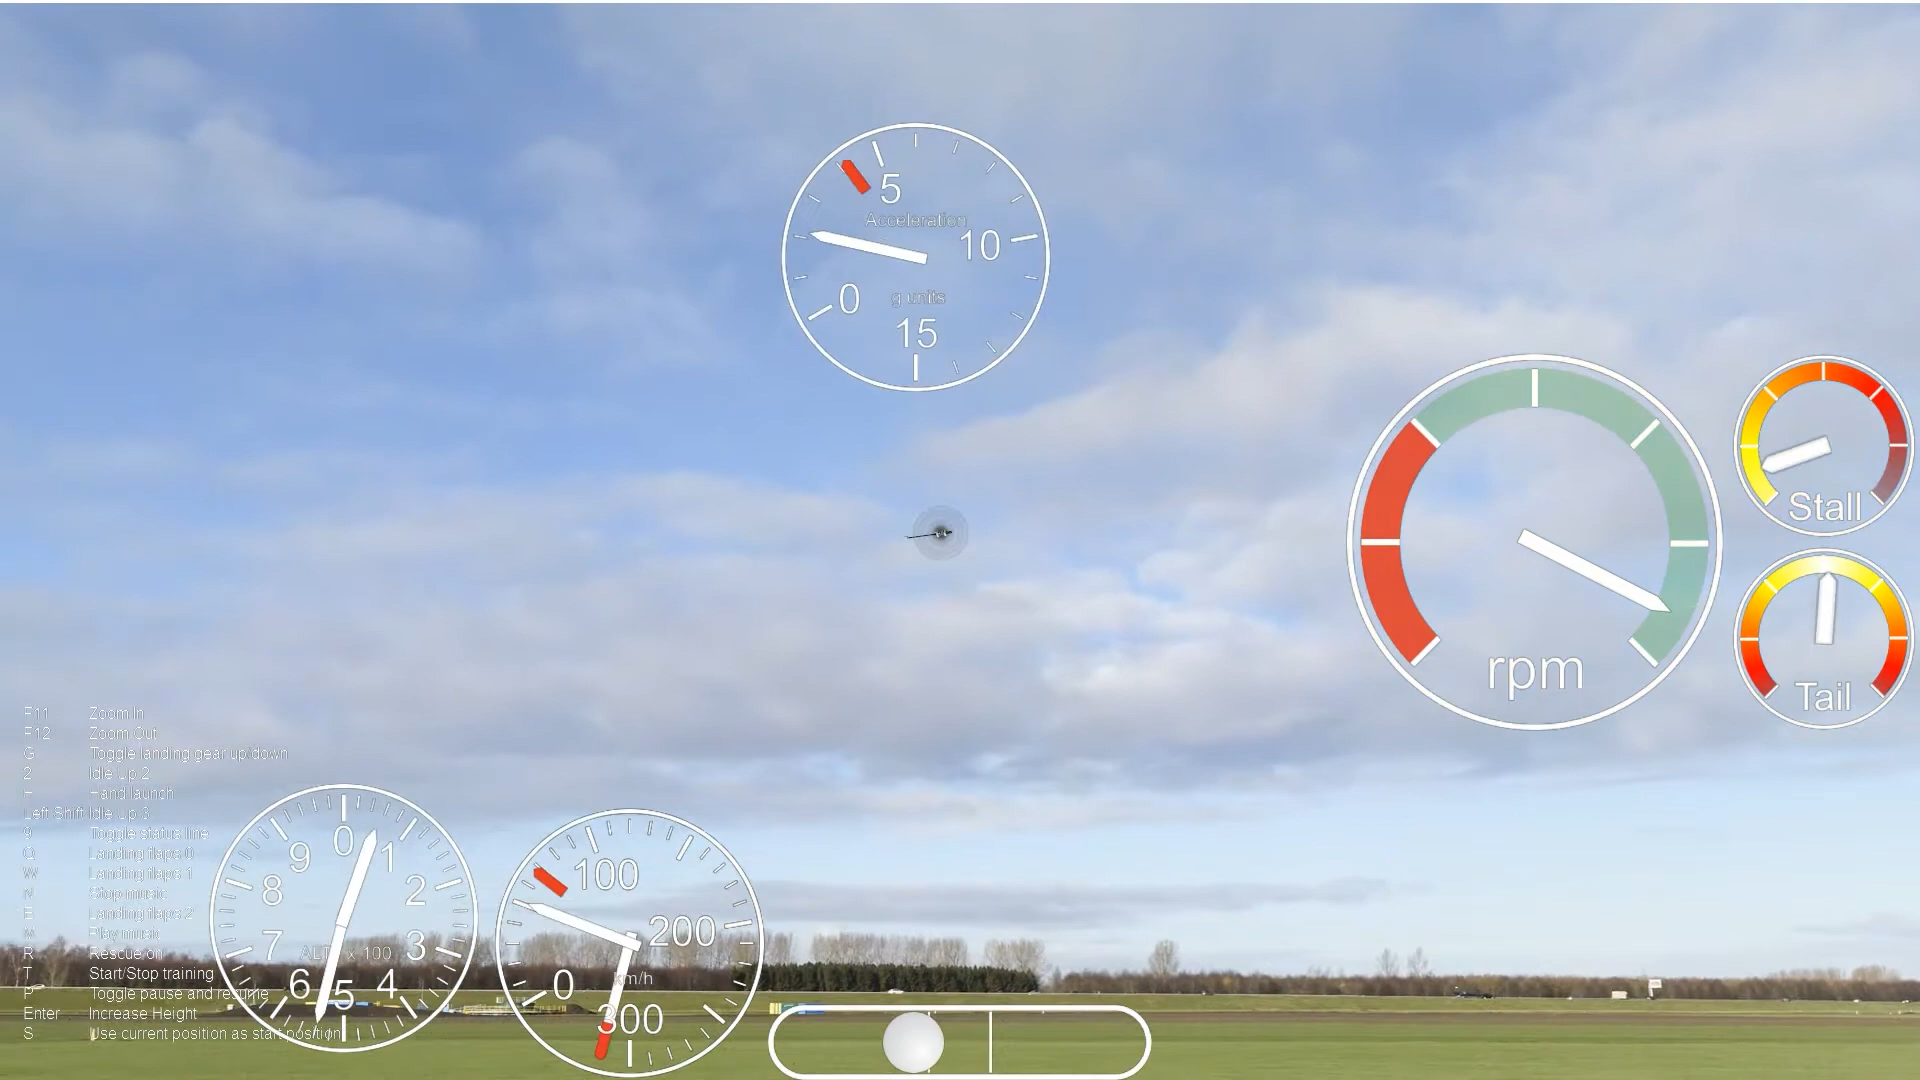 5
Acceleration
10
0
g units
15
Stall
rpm
Tail
F11 Zoom In
F12 Zoom Out
G Toggle landing gear up/down
2 Idle Up 2
Hand launch
Left Shift Idle Up 3
9 Toggle status line
Landing flaps 0
W Landing flaps 1
N Stop music
E Landing flaps 2
Play music
R Rescue on
T Start/Stop training
P Toggle pause and resume
Enter Increase Height
S Use current position as start position
0
9 1
8 2
7 3
ALT x 100
6 5 4
100
200
km/h
0
300